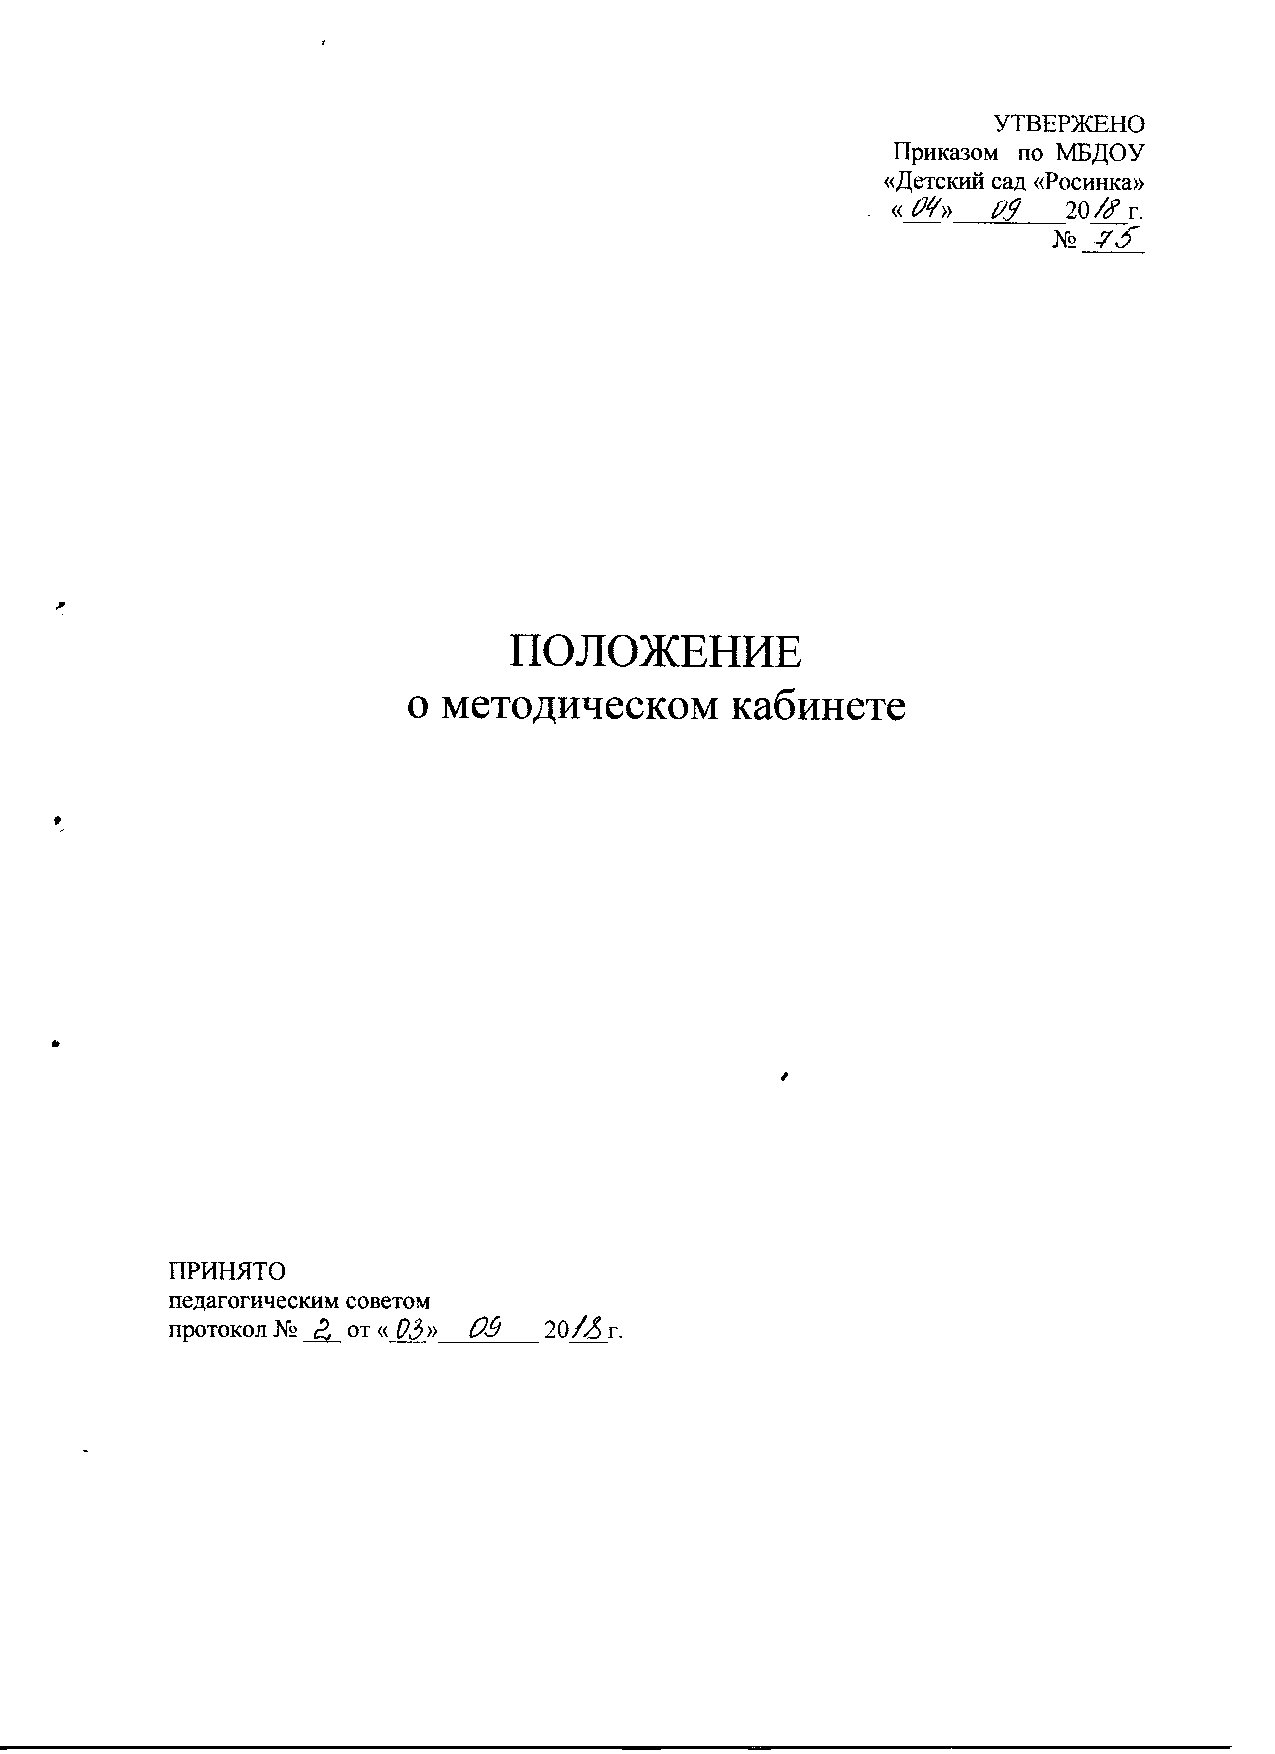 УТВЕРЖЕНО
Приказом по МБДОУ
«Детский сад «Росинка»
«04» 09 2018 г.
№ 75
ПОЛОЖЕНИЕ
о методическом кабинете
ПРИНЯТО
педагогическим советом
протокол № 2 от «03» 09 2018 г.